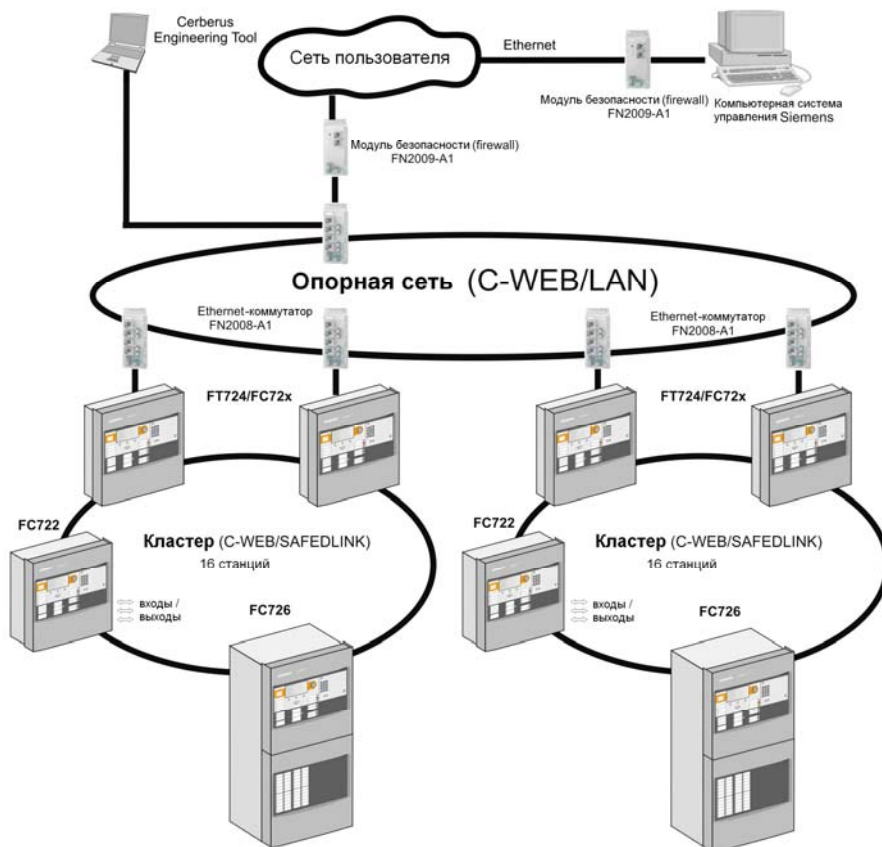 Cerberus
Engineering Tool
Сеть пользователя
Ethernet
Модуль безопасности (firewall)
FN2009-A1
Компьютерная система
управления Siemens
Модуль безопасности (firewall)
FN2009-A1
Опорная сеть (C-WEB/LAN)
Ethernet-коммутатор
FN2008-A1
Ethernet-коммутатор
FN2008-A1
FT724/FC72x
FT724/FC72x
FC722
Кластер (C-WEB/SAFEDLINK)
16 станций
входы /
выходы
FC726
FC722
Кластер (C-WEB/SAFEDLINK)
16 станций
входы /
выходы
FC726